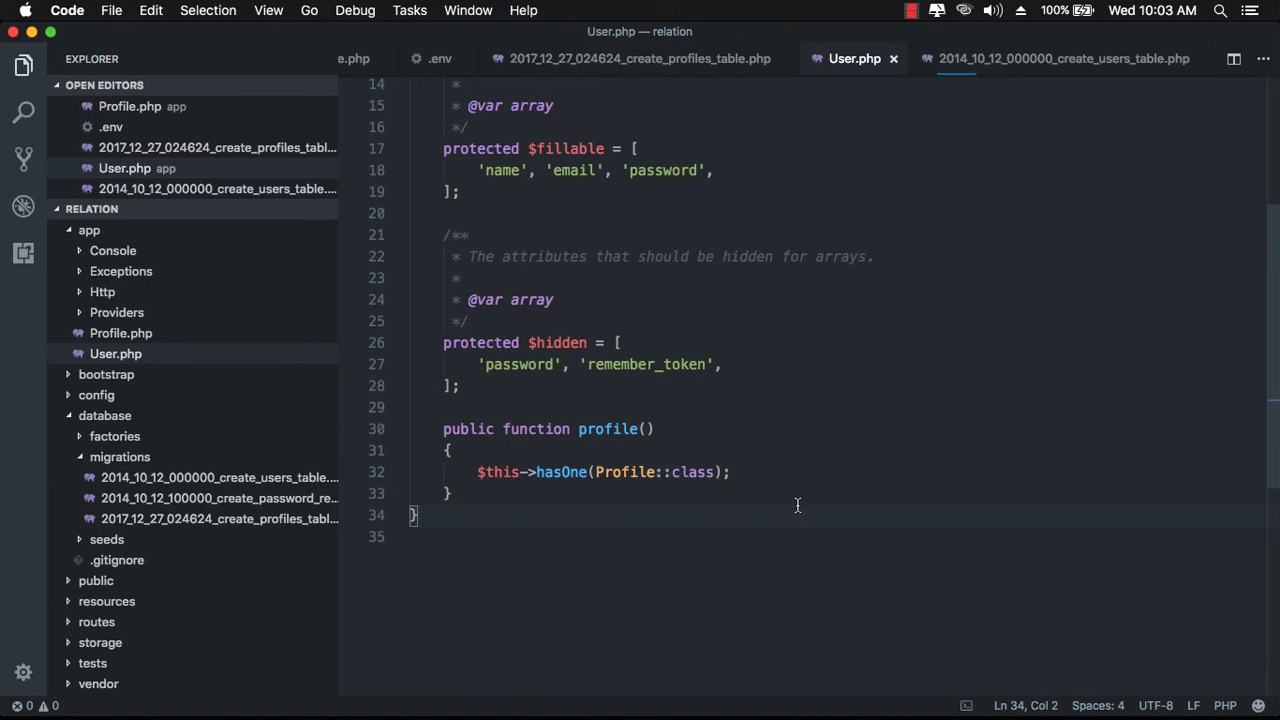 Code File Edit Selection View Go Debug Tasks Window Help 100% Wed 10:03 AM
User.php — relation
EXPLORER
e.php .env 2017_12_27_024624_create_profiles_table.php User.php × 2014_10_12_000000_create_users_table.php
OPEN EDITORS
Profile.php app
.env
2017_12_27_024624_create_profiles_tabl...
User.php app
2014_10_12_000000_create_users_table....
RELATION
app
Console
Exceptions
Http
Providers
Profile.php
User.php
bootstrap
config
database
factories
migrations
2014_10_12_000000_create_users_table.
2014_10_12_100000_create_password_re...
2017_12_27_024624_create_profiles_tabl...
seeds
.gitignore
public
resources
routes
storage
tests
vendor
14 *
15 * @var array
16 */
17 protected $fillable = [
18 'name', 'email', 'password',
19 ];
20
21 /**
22 * The attributes that should be hidden for arrays.
23 *
24 * @var array
25 */
26 protected $hidden = [
27 'password', 'remember_token',
28 ];
29
30 public function profile()
31 {
32 $this->hasOne(Profile::class);
33 }
34 }
35
0 0 Ln 34, Col 2 Spaces: 4 UTF-8 LF PHP